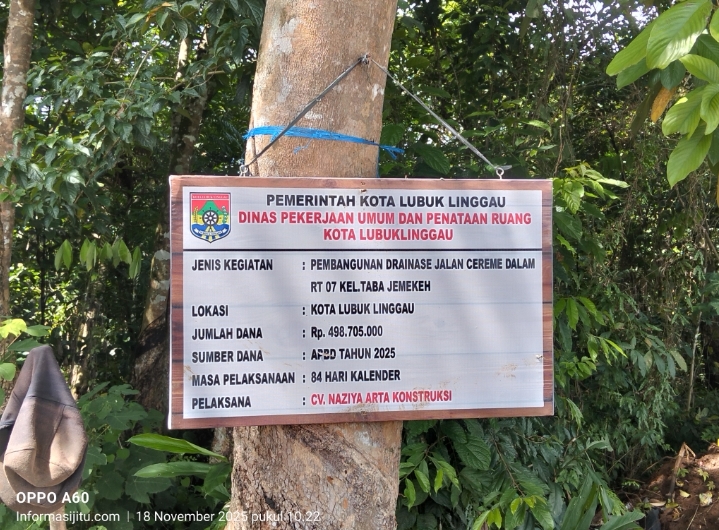 PEMERINTAH KOTA LUBUK LINGGAU
DINAS PEKERJAAN UMUM DAN PENATAAN RUANG
KOTA LUBUKLINGGAU
JENIS KEGIATAN : PEMBANGUNAN DRAINASE JALAN CEREME DALAM
RT 07 KEL.TABA JEMEKEH
LOKASI : KOTA LUBUK LINGGAU
JUMLAH DANA : Rp. 498.705.000
SUMBER DANA : APBD TAHUN 2025
MASA PELAKSANAAN : 84 HARI KALENDER
PELAKSANA : CV. NAZIYA ARTA KONSTRUKSI
OPPO A60
Informasijitu.com | 18 November 2025 pukul 10.22